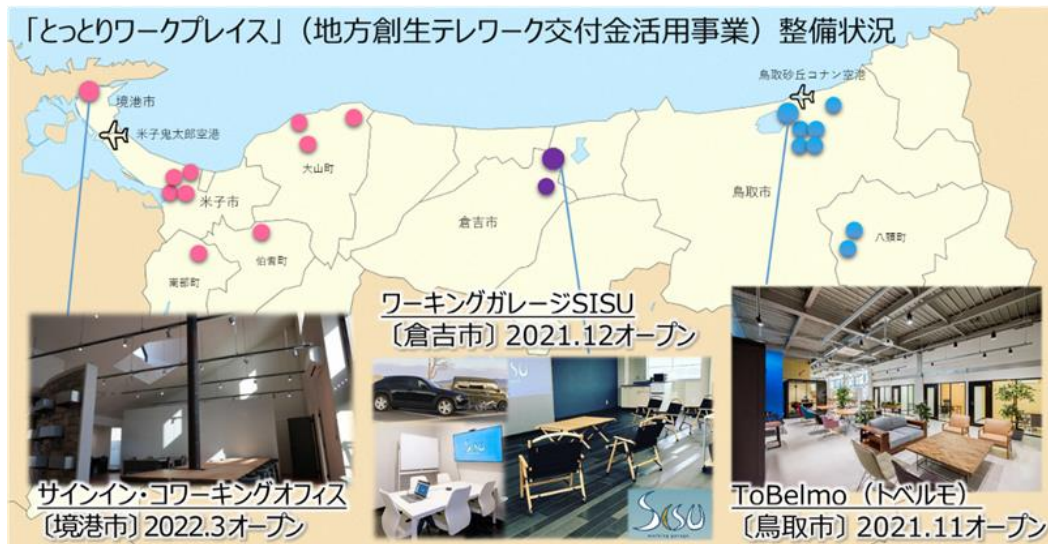 「とっとりワークプレイス」（地方創生テレワーク交付金活用事業）整備状況
鳥取砂丘コナン空港
境港市
米子鬼太郎空港
大山町
米子市
倉吉市
鳥取市
八頭町
伯耆町
南部町
ワーキングガレージSISU
〔倉吉市〕2021.12オープン
SU
SISU
SiSU
working garage
サインイン・コワーキングオフィス
〔境港市〕2022.3オープン
ToBelmo（トベルモ）
〔鳥取市〕2021.11オープン